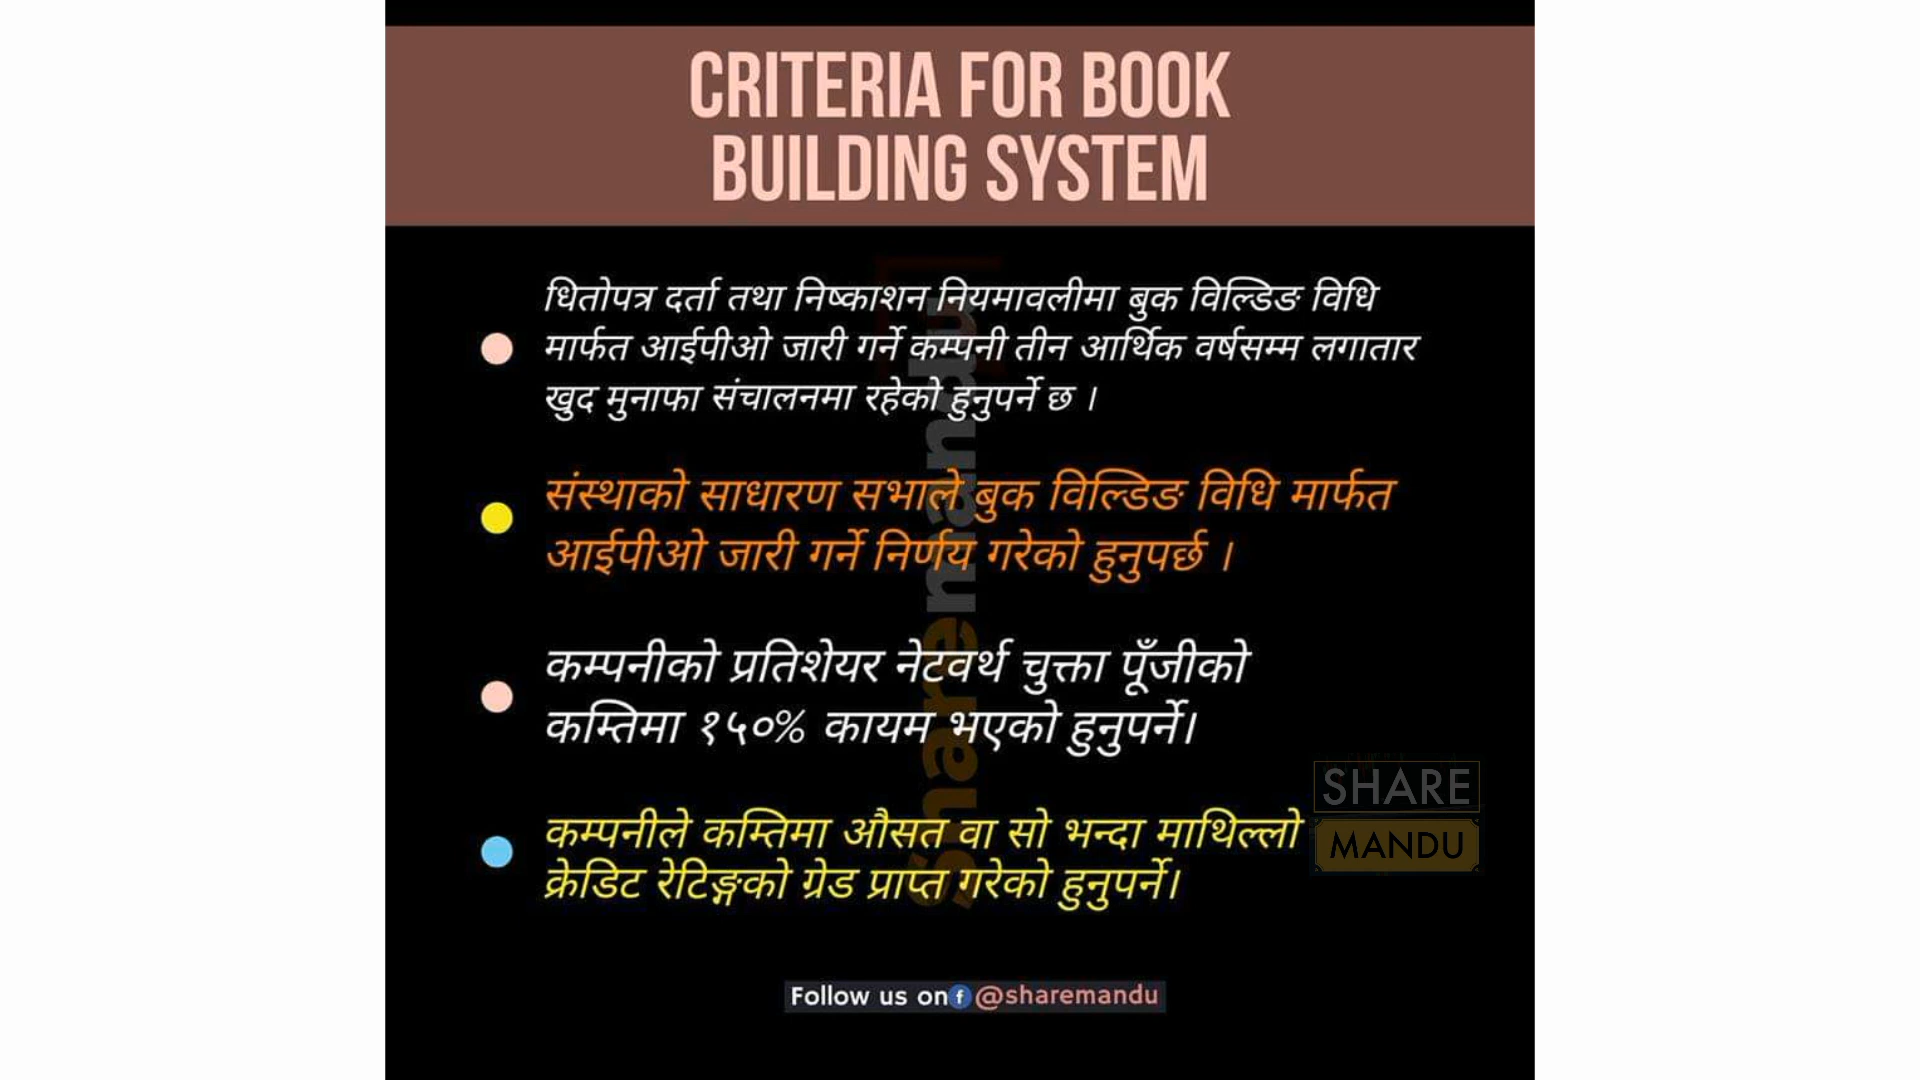 CRITERIA FOR BOOK
BUILDING SYSTEM
धितोपत्र दर्ता तथा निष्काशन नियमावलीमा बुक विल्डिङ विधि
मार्फत आईपीओ जारी गर्ने कम्पनी तीन आर्थिक वर्षसम्म लगातार
खुद मुनाफा संचालनमा रहेको हुनुपर्ने छ ।
संस्थाको साधारण सभाले बुक विल्डिङ विधि मार्फत
आईपीओ जारी गर्ने निर्णय गरेको हुनुपर्छ ।
कम्पनीको प्रतिशेयर नेटवर्थ चुक्ता पूँजीको
कम्तिमा १५०% कायम भएको हुनुपर्ने।
कम्पनीले कम्तिमा औसत वा सो भन्दा माथिल्लो
क्रेडिट रेटिङ्गको ग्रेड प्राप्त गरेको हुनुपर्ने।
SHARE
MANDU
sharemandu
Follow us on f @sharemandu